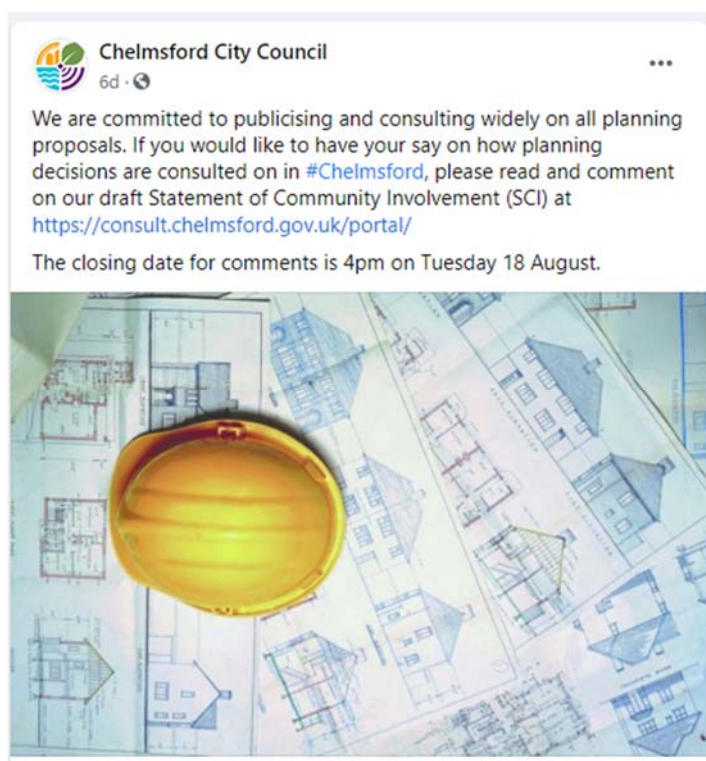 Chelmsford City Council
6d ·
We are committed to publicising and consulting widely on all planning
proposals. If you would like to have your say on how planning
decisions are consulted on in #Chelmsford, please read and comment
on our draft Statement of Community Involvement (SCI) at
https://consult.chelmsford.gov.uk/portal/
The closing date for comments is 4pm on Tuesday 18 August.